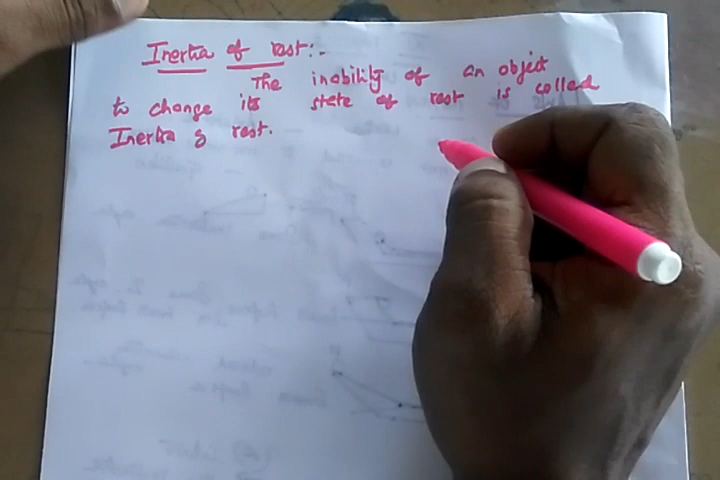 Inertia of rest:-
The inability of an object
to change its state of rest is called
Inertia of rest.